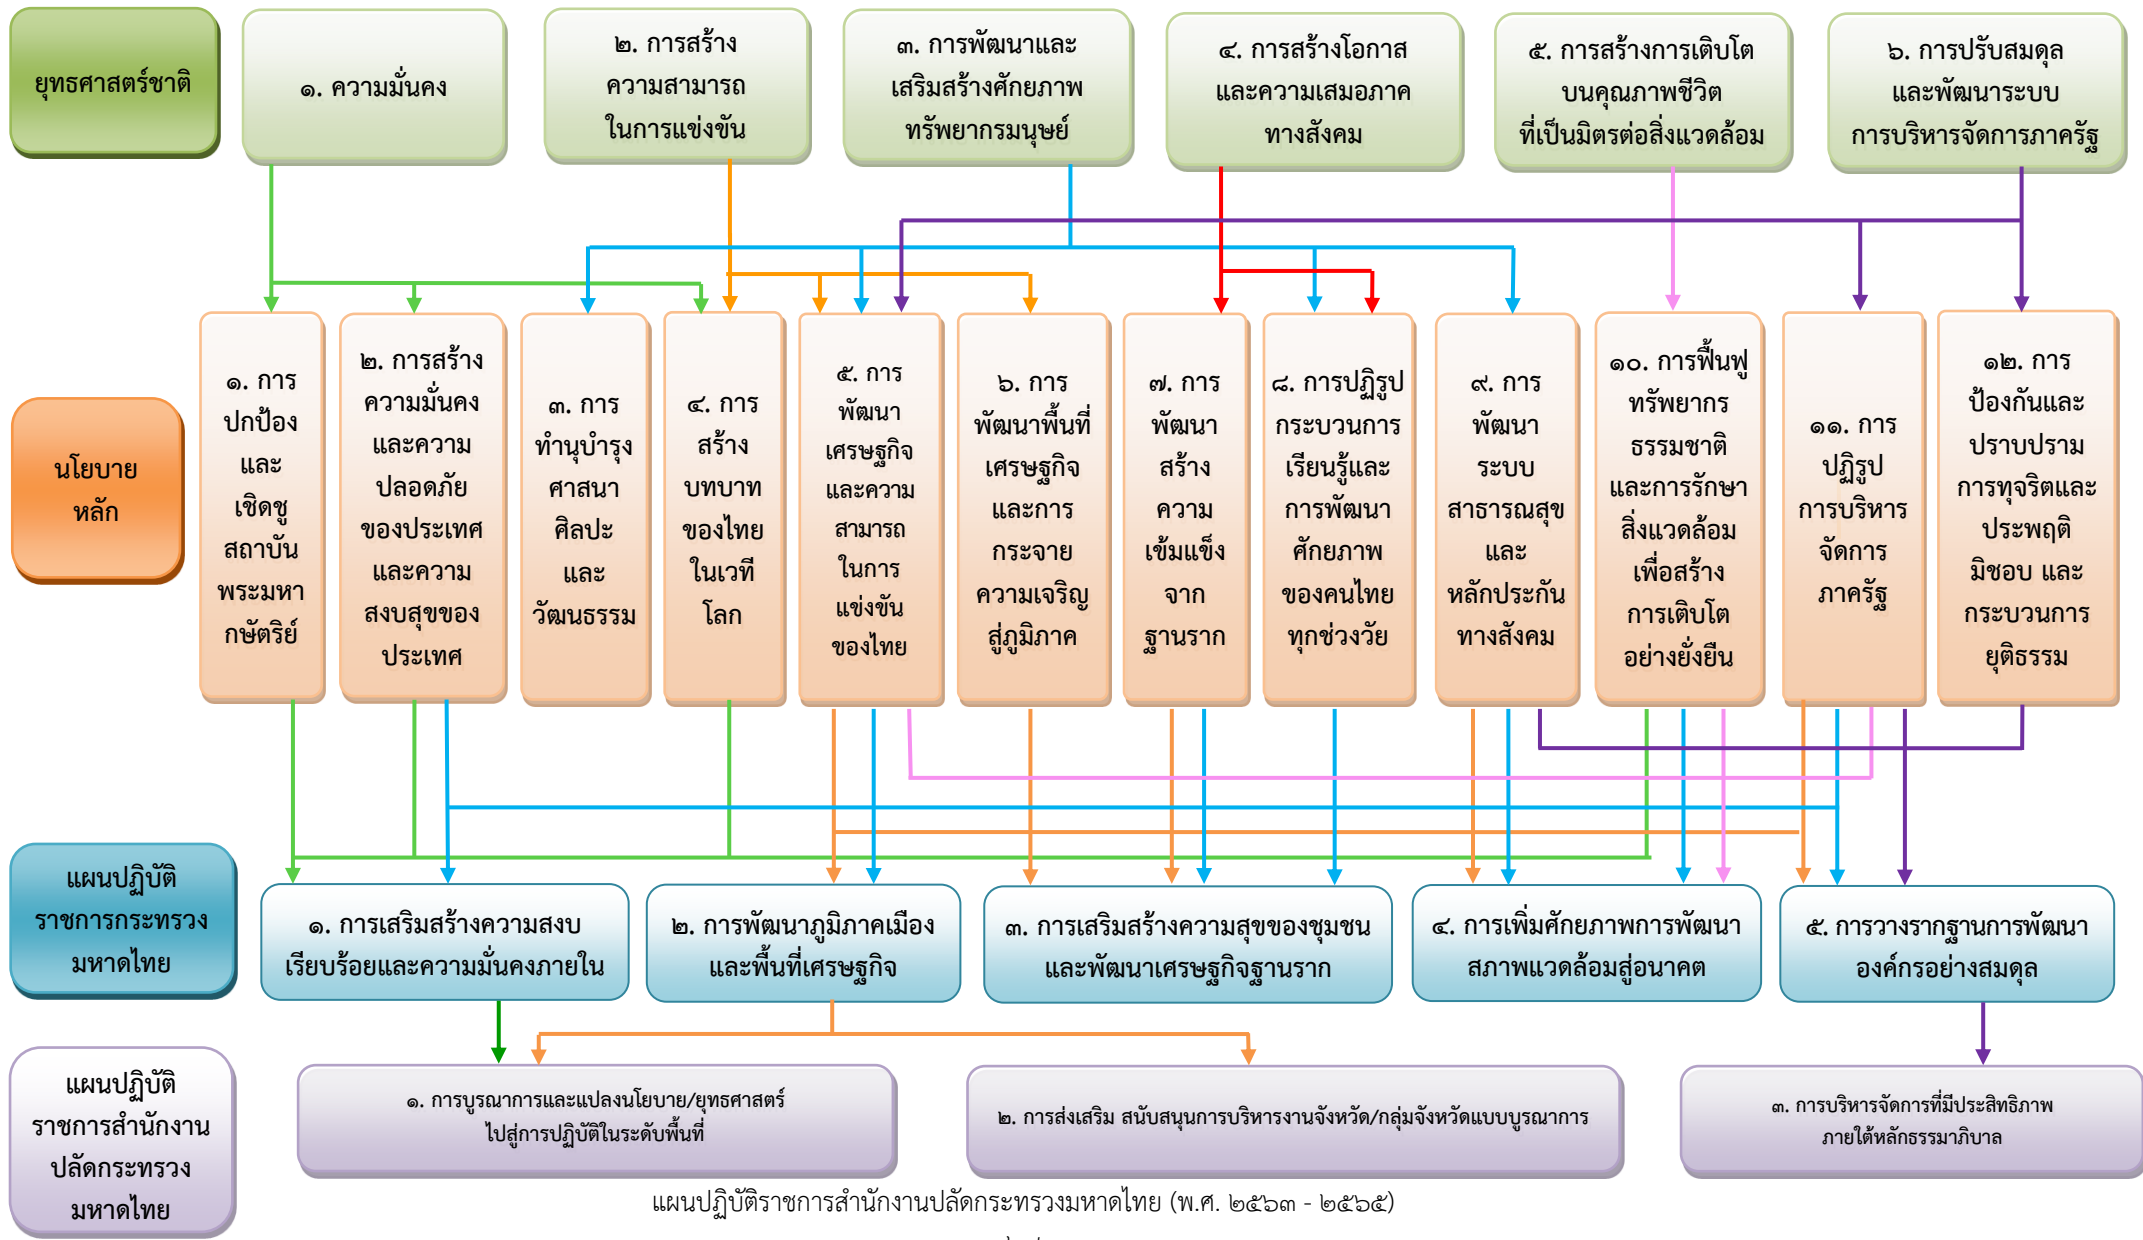 ยุทธศาสตร์ชาติ
๑. ความมั่นคง
๒. การสร้าง
ความสามารถ
ในการแข่งขัน
๓. การพัฒนาและ
เสริมสร้างศักยภาพ
ทรัพยากรมนุษย์
๔. การสร้างโอกาส
และความเสมอภาค
ทางสังคม
๕. การสร้างการเติบโต
บนคุณภาพชีวิต
ที่เป็นมิตรต่อสิ่งแวดล้อม
๖. การปรับสมดุล
และพัฒนาระบบ
การบริหารจัดการภาครัฐ
นโยบาย
หลัก
๑. การ
ปกป้อง
และ
เชิดชู
สถาบัน
พระมหา
กษัตริย์
๒. การสร้าง
ความมั่นคง
และความ
ปลอดภัย
ของประเทศ
และความ
สงบสุขของ
ประเทศ
๓. การ
ทำนุบำรุง
ศาสนา
ศิลปะ
และ
วัฒนธรรม
๔. การ
สร้าง
บทบาท
ของไทย
ในเวที
โลก
๕. การ
พัฒนา
เศรษฐกิจ
และความ
สามารถ
ในการ
แข่งขัน
ของไทย
๖. การ
พัฒนาพื้นที่
เศรษฐกิจ
และการ
กระจาย
ความเจริญ
สู่ภูมิภาค
๗. การ
พัฒนา
สร้าง
ความ
เข้มแข็ง
จาก
ฐานราก
๘. การปฏิรูป
กระบวนการ
เรียนรู้และ
การพัฒนา
ศักยภาพ
ของคนไทย
ทุกช่วงวัย
๙. การ
พัฒนา
ระบบ
สาธารณสุข
และ
หลักประกัน
ทางสังคม
๑๐. การฟื้นฟู
ทรัพยากร
ธรรมชาติ
และการรักษา
สิ่งแวดล้อม
เพื่อสร้าง
การเติบโต
อย่างยั่งยืน
๑๑. การ
ปฏิรูป
การบริหาร
จัดการ
ภาครัฐ
๑๒. การ
ป้องกันและ
ปราบปราม
การทุจริตและ
ประพฤติ
มิชอบ และ
กระบวนการ
ยุติธรรม
แผนปฏิบัติ
ราชการกระทรวง
มหาดไทย
๑. การเสริมสร้างความสงบ
เรียบร้อยและความมั่นคงภายใน
๒. การพัฒนาภูมิภาคเมือง
และพื้นที่เศรษฐกิจ
๓. การเสริมสร้างความสุขของชุมชน
และพัฒนาเศรษฐกิจฐานราก
๔. การเพิ่มศักยภาพการพัฒนา
สภาพแวดล้อมสู่อนาคต
๕. การวางรากฐานการพัฒนา
องค์กรอย่างสมดุล
แผนปฏิบัติ
ราชการสำนักงาน
ปลัดกระทรวง
มหาดไทย
๑. การบูรณาการและแปลงนโยบาย/ยุทธศาสตร์
ไปสู่การปฏิบัติในระดับพื้นที่
๒. การส่งเสริม สนับสนุนการบริหารงานจังหวัด/กลุ่มจังหวัดแบบบูรณาการ
๓. การบริหารจัดการที่มีประสิทธิภาพ
ภายใต้หลักธรรมาภิบาล
แผนปฏิบัติราชการสำนักงานปลัดกระทรวงมหาดไทย (พ.ศ. ๒๕๖๓ - ๒๕๖๕)